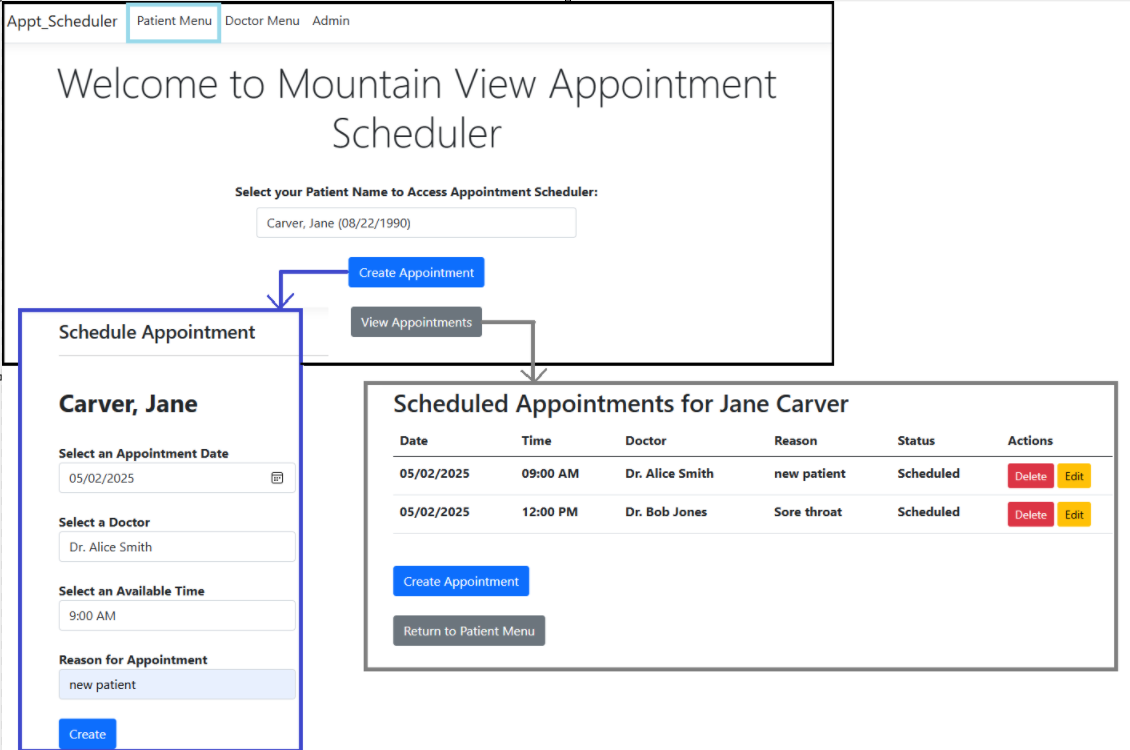 Appt_Scheduler Patient Menu Doctor Menu Admin
Welcome to Mountain View Appointment
Scheduler
Select your Patient Name to Access Appointment Scheduler:
Carver, Jane (08/22/1990)
Create Appointment
View Appointments
Schedule Appointment
Carver, Jane
Select an Appointment Date
05/02/2025
Select a Doctor
Dr. Alice Smith
Select an Available Time
9:00 AM
Reason for Appointment
new patient
Create
Scheduled Appointments for Jane Carver
Date Time Doctor Reason Status Actions
05/02/2025 09:00 AM Dr. Alice Smith new patient Scheduled Delete Edit
05/02/2025 12:00 PM Dr. Bob Jones Sore throat Scheduled Delete Edit
Create Appointment
Return to Patient Menu